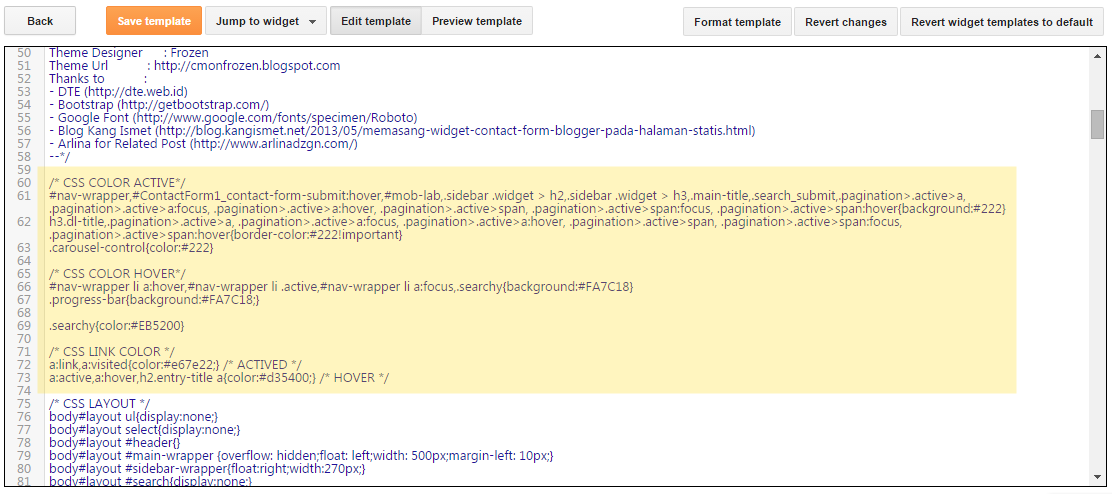 Back Save template Jump to widget Edit template Preview template Format template Revert changes Revert widget templates to default
50 Theme Designer : Frozen
51 Theme Url : http://cmonfrozen.blogspot.com
52 Thanks to :
53 - DTE (http://dte.web.id)
54 - Bootstrap (http://getbootstrap.com/)
55 - Google Font (http://www.google.com/fonts/specimen/Roboto)
56 - Blog Kang Ismet (http://blog.kangismet.net/2013/05/memasang-widget-contact-form-blogger-pada-halaman-statis.html)
57 - Arlina for Related Post (http://www.arlinadzgn.com/)
58 --*/
59
60 /* CSS COLOR ACTIVE*/
61 #nav-wrapper,#ContactForm1_contact-form-submit:hover,#mob-lab,.sidebar .widget > h2,.sidebar .widget > h3,.main-title,.search_submit,.pagination>.active>a,
.pagination>.active>a:focus, .pagination>.active>a:hover, .pagination>.active>span, .pagination>.active>span:focus, .pagination>.active>span:hover{background:#222}
62 h3.dl-title,.pagination>.active>a, .pagination>.active>a:focus, .pagination>.active>a:hover, .pagination>.active>span, .pagination>.active>span:focus,
.pagination>.active>span:hover{border-color:#222!important}
63 .carousel-control{color:#222}
64
65 /* CSS COLOR HOVER*/
66 #nav-wrapper li a:hover,#nav-wrapper li .active,#nav-wrapper li a:focus,.searchy{background:#FA7C18}
67 .progress-bar{background:#FA7C18;}
68
69 .searchy{color:#EB5200}
70
71 /* CSS LINK COLOR */
72 a:link,a:visited{color:#e67e22;} /* ACTIVED */
73 a:active,a:hover,h2.entry-title a{color:#d35400;} /* HOVER */
74
75 /* CSS LAYOUT */
76 body#layout ul{display:none;}
77 body#layout select{display:none;}
78 body#layout #header{}
79 body#layout #main-wrapper {overflow: hidden;float: left;width: 500px;margin-left: 10px;}
80 body#layout #sidebar-wrapper{float:right;width:270px;}
81 body#layout #search{display:none;}